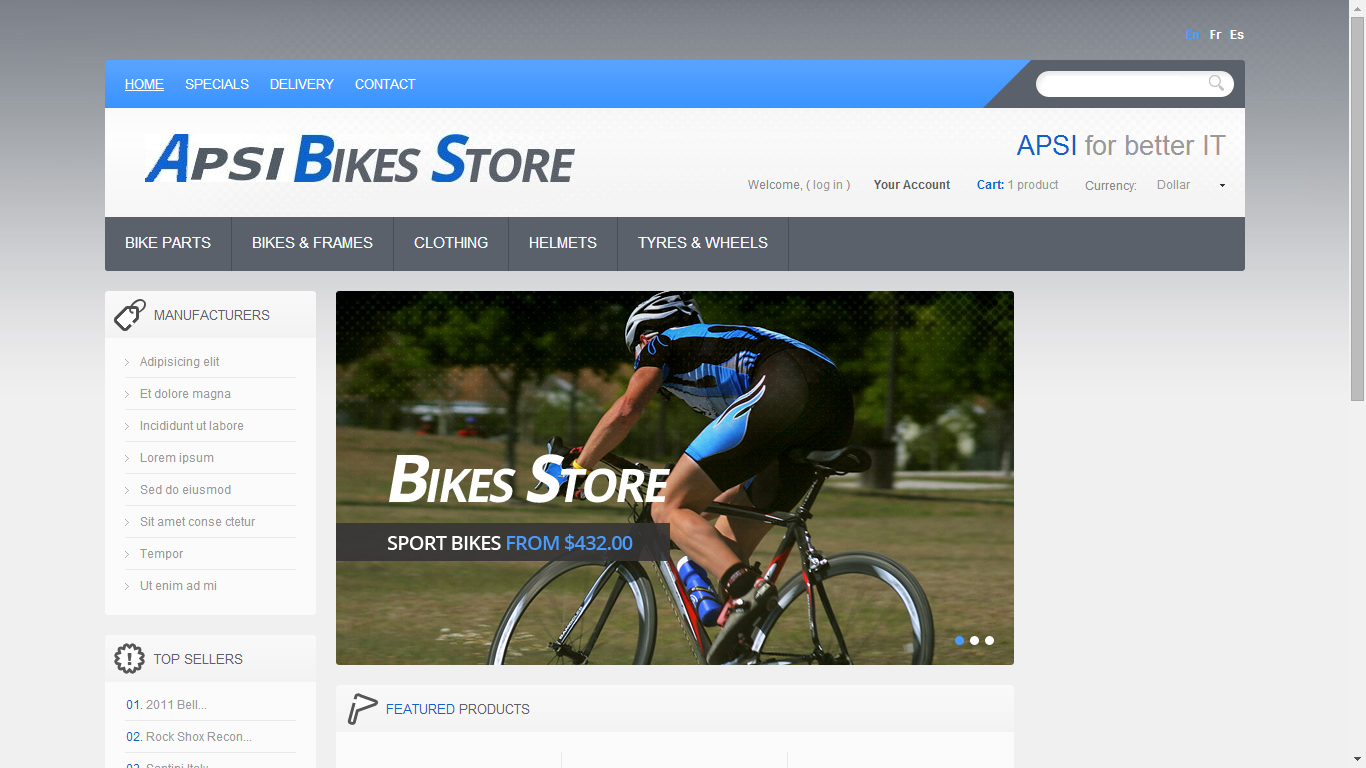 En Fr Es
HOME SPECIALS DELIVERY CONTACT
APSI BIKES STORE
APSI for better IT
Welcome, ( log in ) Your Account Cart: 1 product Currency: Dollar
BIKE PARTS BIKES & FRAMES CLOTHING HELMETS TYRES & WHEELS
MANUFACTURERS
Adipisicing elit
Et dolore magna
Incididunt ut labore
Lorem ipsum
Sed do eiusmod
Sit amet conse ctetur
Tempor
Ut enim ad mi
BIKES STORE
SPORT BIKES FROM $432.00
TOP SELLERS
01. 2011 Bell...
02. Rock Shox Recon...
03. Santini Italy
FEATURED PRODUCTS